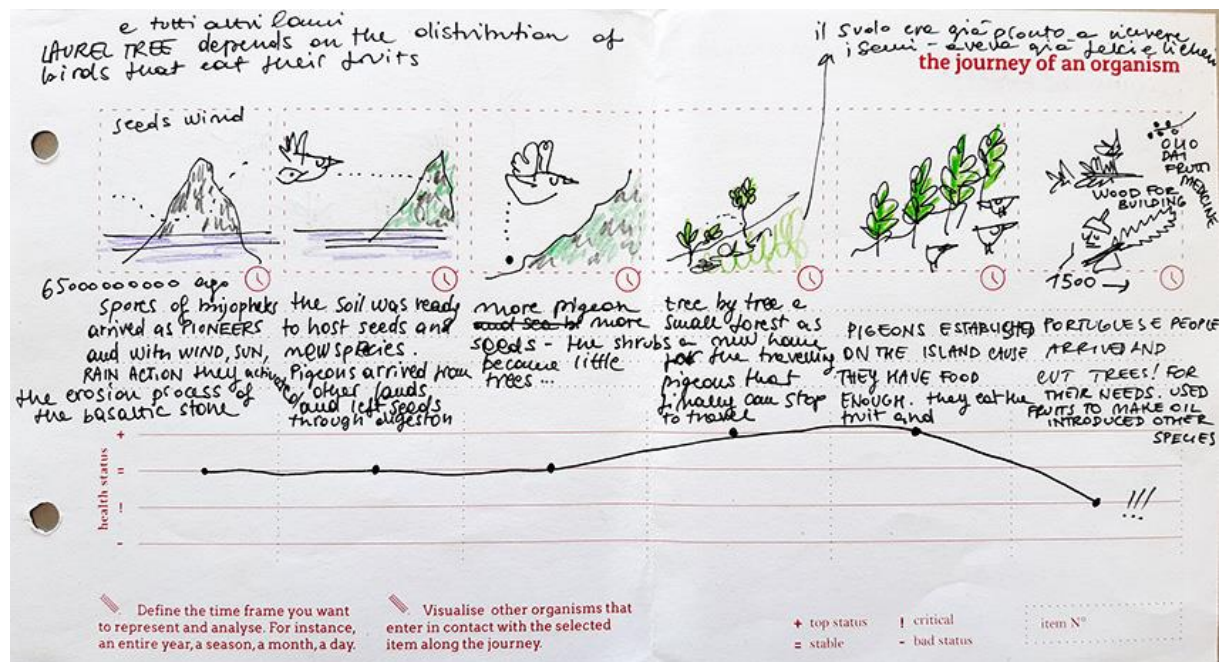 e tutti altri lauri
LAUREL TREE depends on the distribution of
birds that eat their fruits
il suolo era già pronto a ricevere
i semi - aveva già felci e licheni
the journey of an organism
seeds wind
OLIO
DAI
FRUTTI
MEDICINE
WOOD FOR
BUILDING
1500 →
65000000000 ago
spores of brijophets
arrived as PIONEERS
and with WIND, SUN,
RAIN ACTION they activated
the erosion process of
the basaltic stone
the soil was ready
to host seeds and
new species.
Pigeons arrived from
other lands
and left seeds
through digestion
more pigeon
more
seeds - the shrubs
because little
trees...
tree by tree a
small forest as
a new home
for the travelling
pigeons that
finally can stop
to travel
PIGEONS ESTABLISHED
ON THE ISLAND CAUSE
THEY HAVE FOOD
ENOUGH. they eat the
fruit and
PORTUGUESE PEOPLE
ARRIVED AND
CUT TREES! FOR
THEIR NEEDS. USED
FRUITS TO MAKE OIL
INTRODUCED OTHER
SPECIES
health status
+
=
!
-
!!!
Define the time frame you want
to represent and analyse. For instance,
an entire year, a season, a month, a day.
Visualise other organisms that
enter in contact with the selected
item along the journey.
+ top status
= stable
! critical
- bad status
item N°